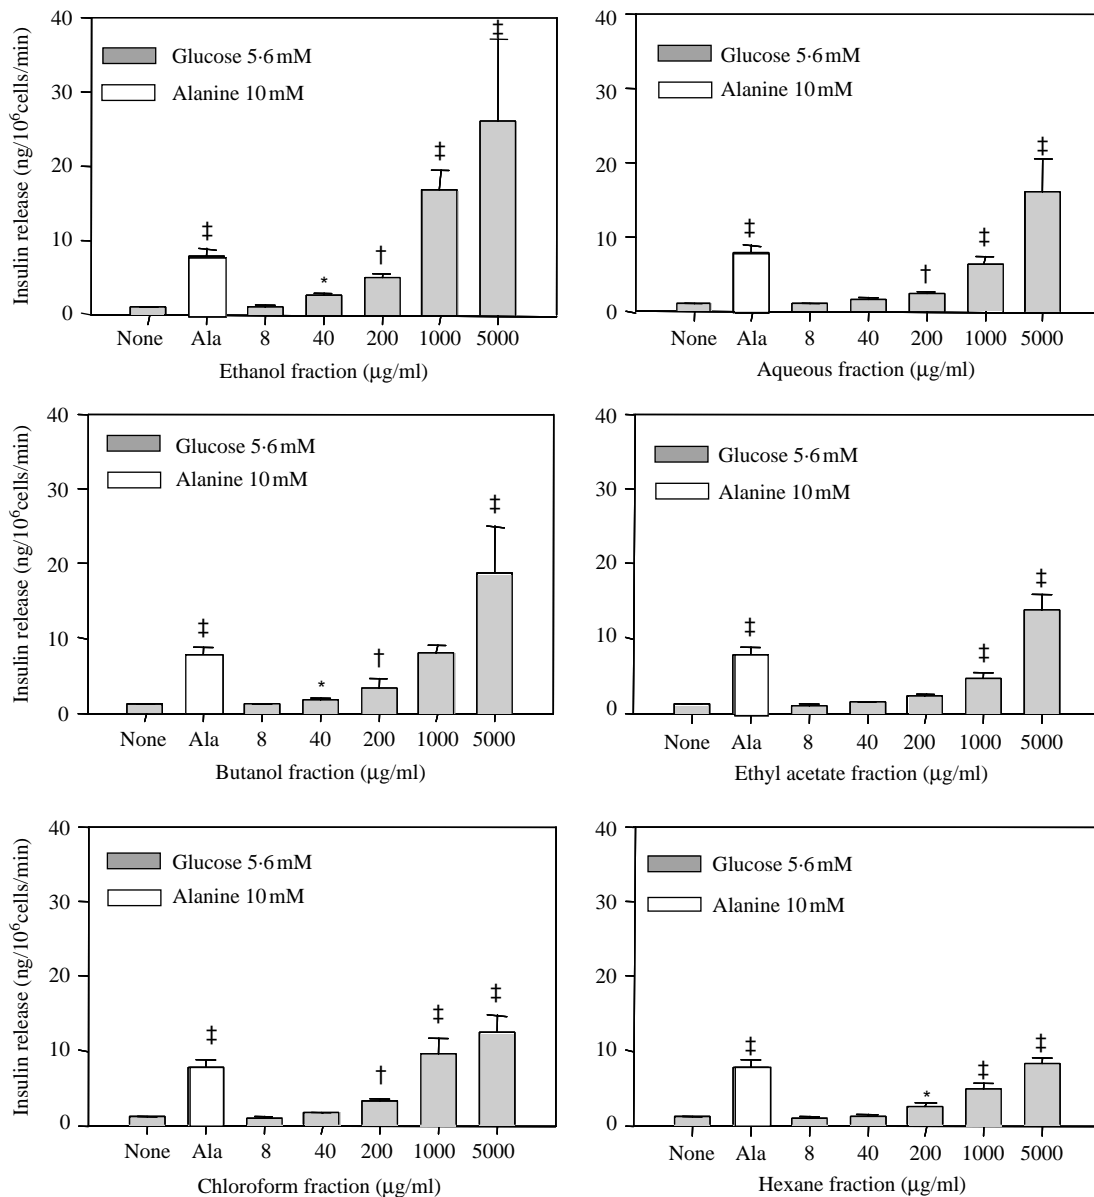 Insulin release (ng/10⁶cells/min)
40
30
20
10
0
Glucose 5·6 mM
Alanine 10 mM
‡
*
†
‡
‡
None Ala 8 40 200 1000 5000
Ethanol fraction (µg/ml)
40
30
20
10
0
Glucose 5·6 mM
Alanine 10 mM
‡
†
‡
‡
None Ala 8 40 200 1000 5000
Aqueous fraction (µg/ml)
Insulin release (ng/10⁶cells/min)
40
30
20
10
0
Glucose 5·6 mM
Alanine 10 mM
‡
*
†
‡
None Ala 8 40 200 1000 5000
Butanol fraction (µg/ml)
40
30
20
10
0
Glucose 5·6 mM
Alanine 10 mM
‡
‡
‡
None Ala 8 40 200 1000 5000
Ethyl acetate fraction (µg/ml)
Insulin release (ng/10⁶cells/min)
40
30
20
10
0
Glucose 5·6 mM
Alanine 10 mM
‡
†
‡
‡
None Ala 8 40 200 1000 5000
Chloroform fraction (µg/ml)
40
30
20
10
0
Glucose 5·6 mM
Alanine 10 mM
‡
*
‡
‡
None Ala 8 40 200 1000 5000
Hexane fraction (µg/ml)